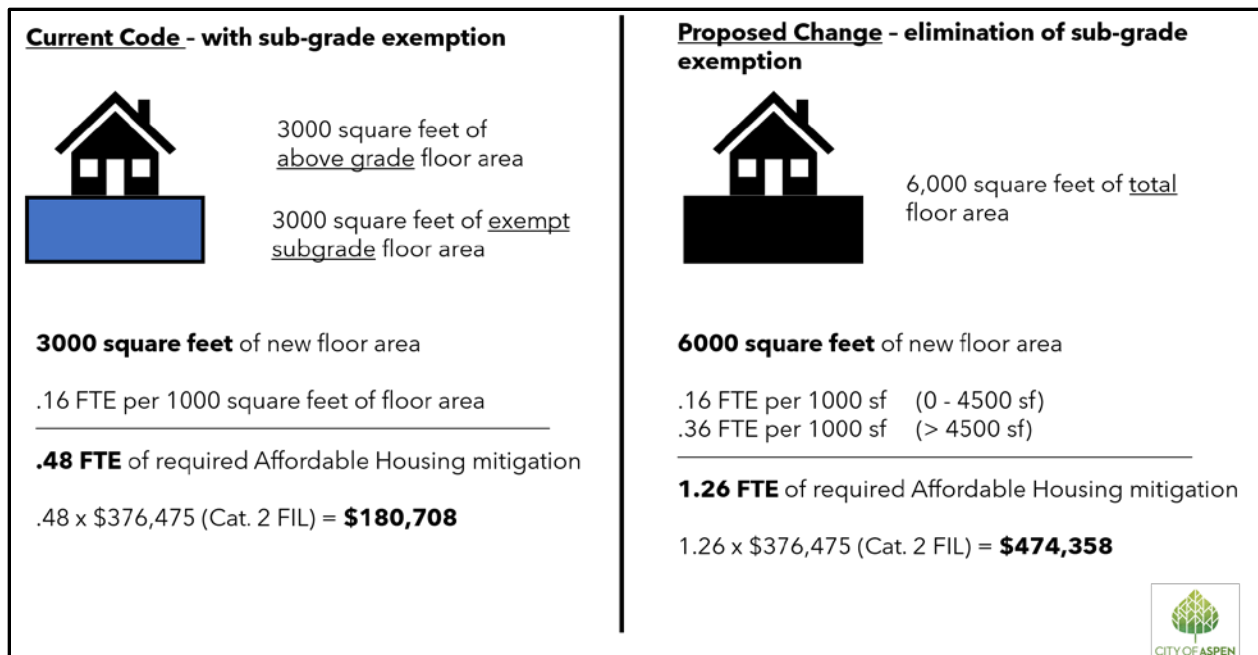 Current Code - with sub-grade exemption
3000 square feet of
above grade floor area
3000 square feet of exempt
subgrade floor area
3000 square feet of new floor area
.16 FTE per 1000 square feet of floor area
.48 FTE of required Affordable Housing mitigation
.48 x $376,475 (Cat. 2 FIL) = $180,708
Proposed Change - elimination of sub-grade
exemption
6,000 square feet of total
floor area
6000 square feet of new floor area
.16 FTE per 1000 sf (0 - 4500 sf)
.36 FTE per 1000 sf (> 4500 sf)
1.26 FTE of required Affordable Housing mitigation
1.26 x $376,475 (Cat. 2 FIL) = $474,358
CITY OF ASPEN